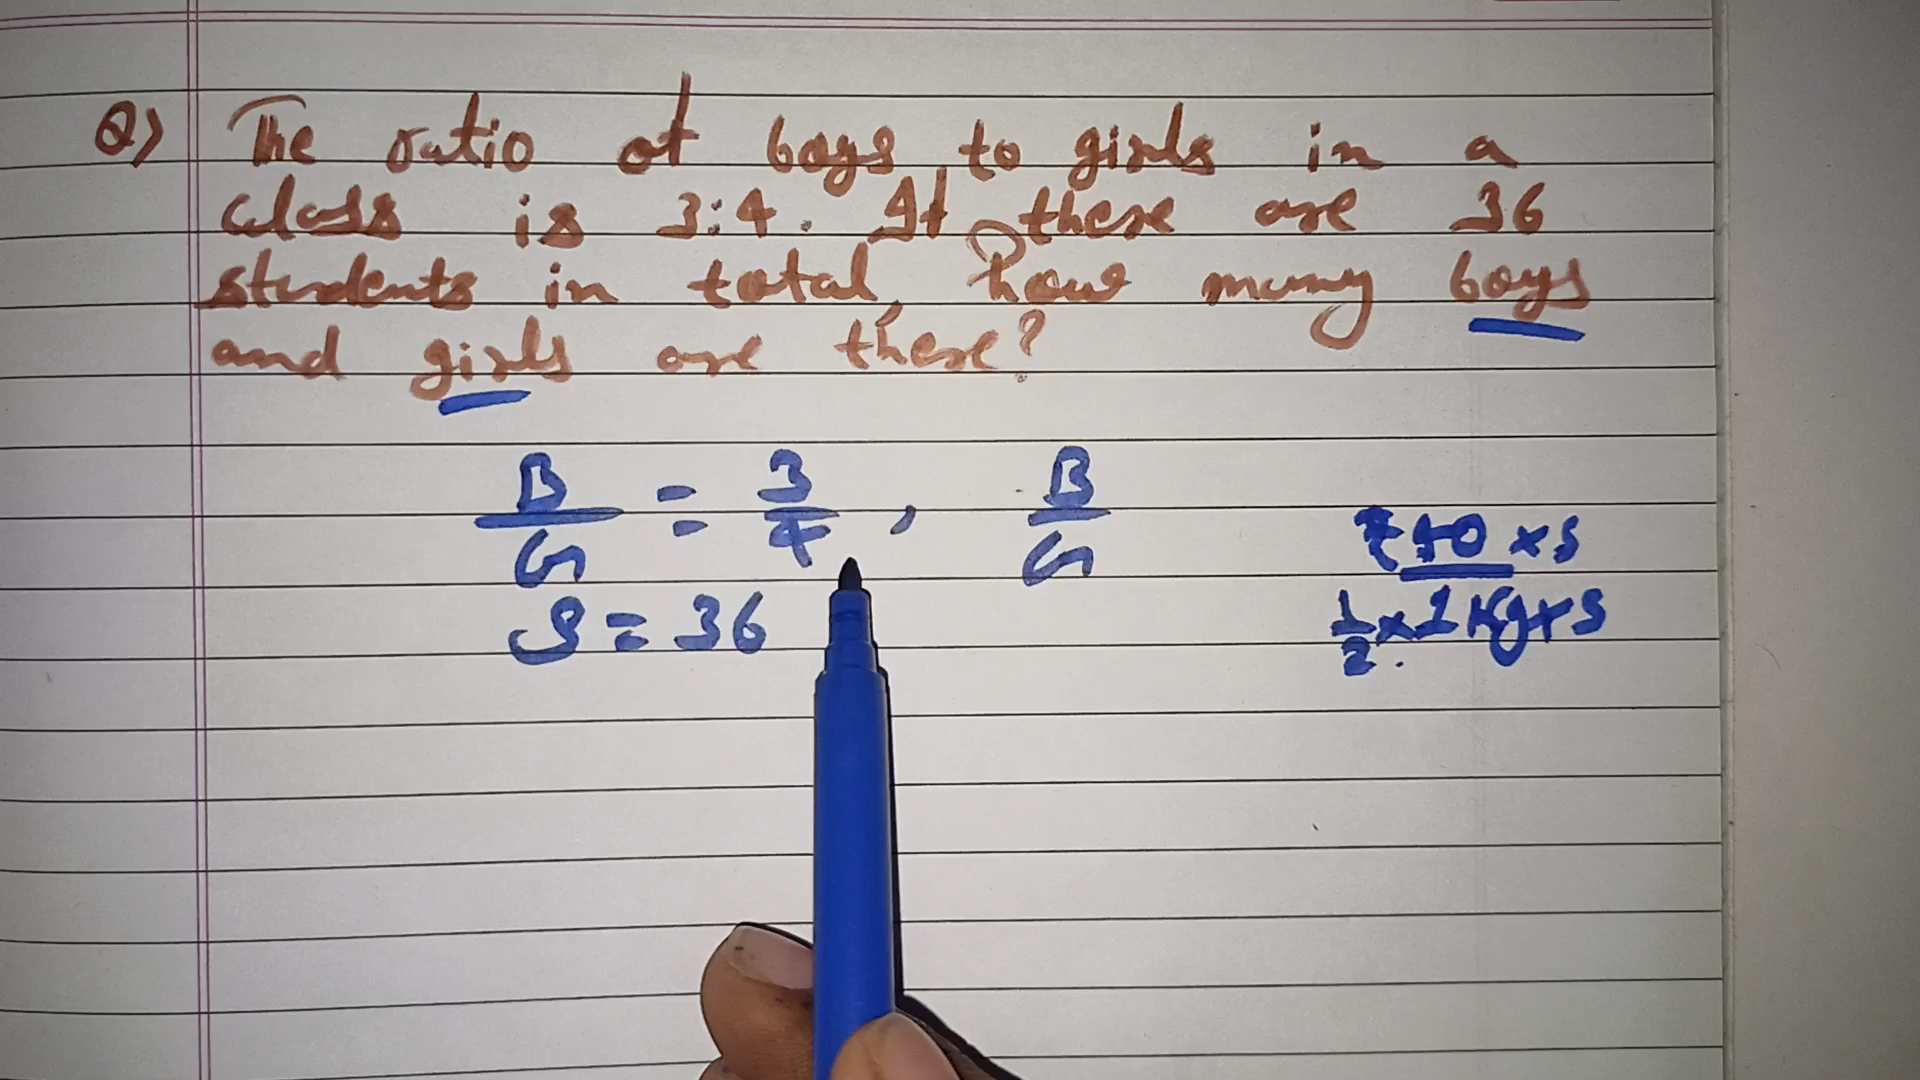 Q) The ratio of boys to girls in a
class is 3:4. If there are 36
students in total, how many boys
and girls are there?
B/G = 3/4, B/G
S = 36
₹50 x 5
1/2 x 1 Kg x 5